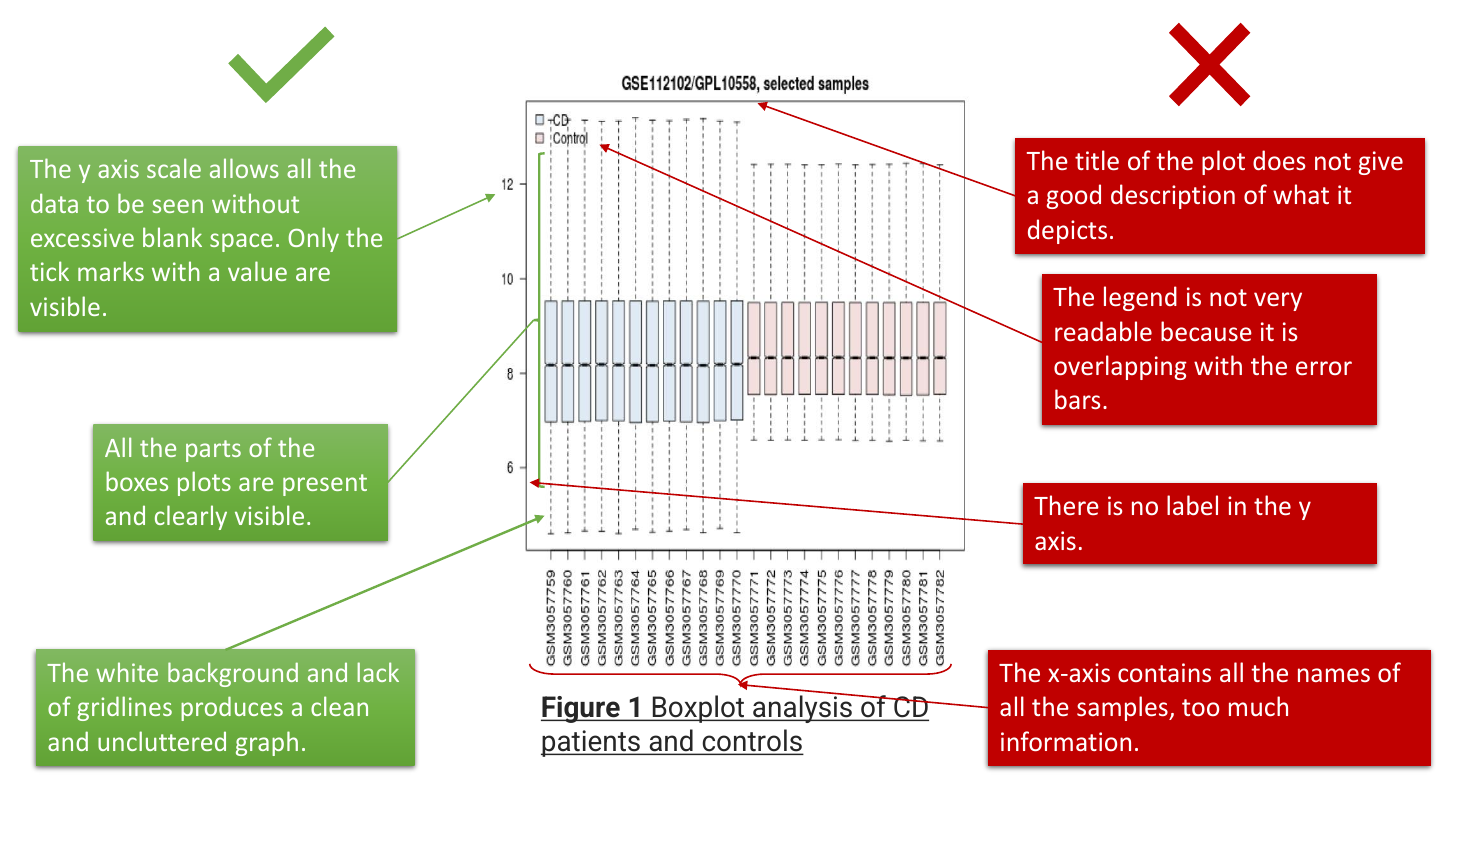 GSE112102/GPL10558, selected samples
CD
Control
12
10
8
6
GSM3057759
GSM3057760
GSM3057761
GSM3057762
GSM3057763
GSM3057764
GSM3057765
GSM3057766
GSM3057767
GSM3057768
GSM3057769
GSM3057770
GSM3057771
GSM3057772
GSM3057773
GSM3057774
GSM3057775
GSM3057776
GSM3057777
GSM3057778
GSM3057779
GSM3057780
GSM3057781
GSM3057782
Figure 1 Boxplot analysis of CD
patients and controls
The y axis scale allows all the
data to be seen without
excessive blank space. Only the
tick marks with a value are
visible.
All the parts of the
boxes plots are present
and clearly visible.
The white background and lack
of gridlines produces a clean
and uncluttered graph.
The title of the plot does not give
a good description of what it
depicts.
The legend is not very
readable because it is
overlapping with the error
bars.
There is no label in the y
axis.
The x-axis contains all the names of
all the samples, too much
information.